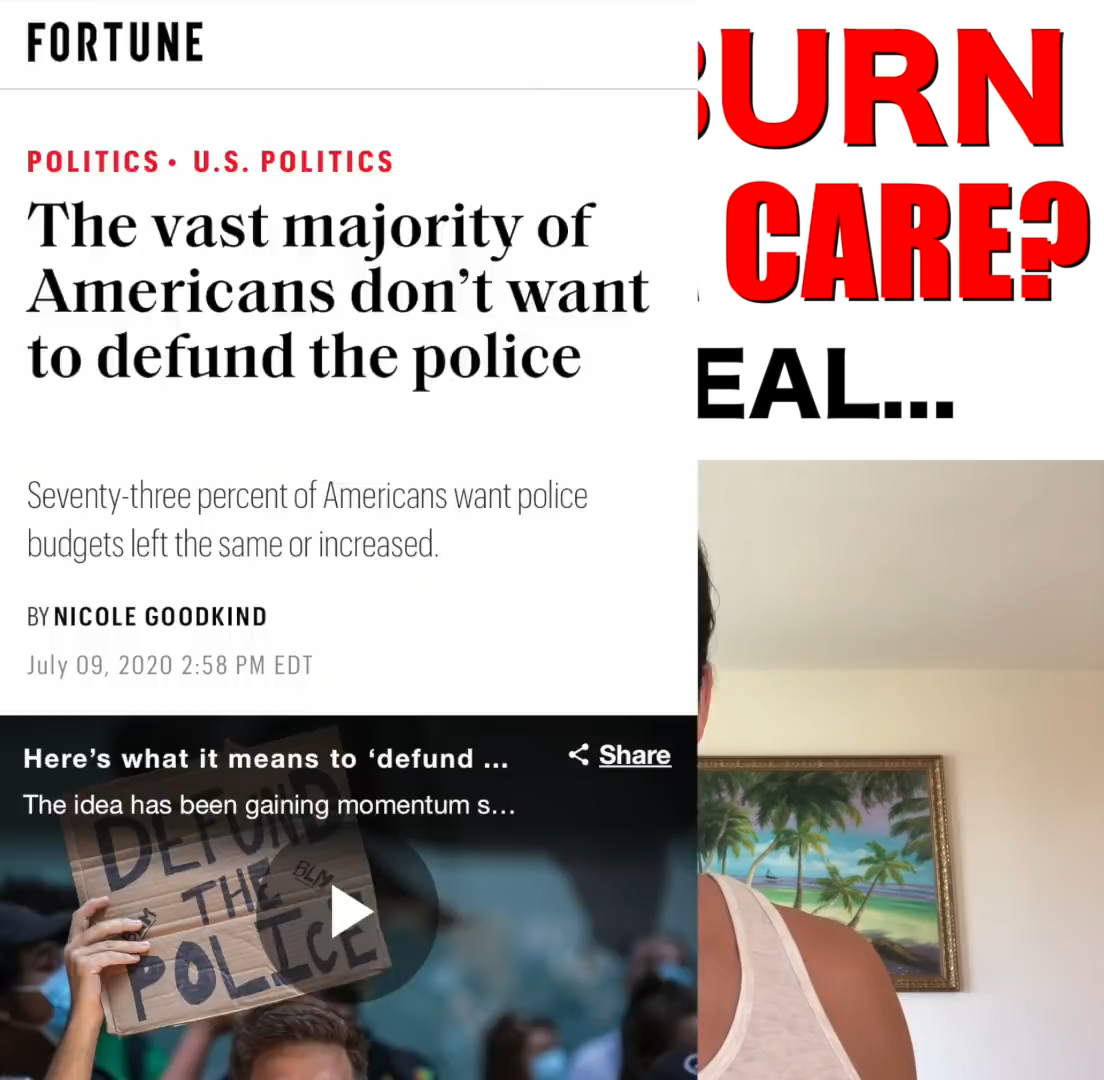 FORTUNE
POLITICS • U.S. POLITICS
The vast majority of
Americans don’t want
to defund the police
Seventy-three percent of Americans want police
budgets left the same or increased.
BY NICOLE GOODKIND
July 09, 2020 2:58 PM EDT
Here’s what it means to ‘defund ...
Share
The idea has been gaining momentum s...
DEFUND
THE
BLM
POLICE
URN
CARE?
EAL...